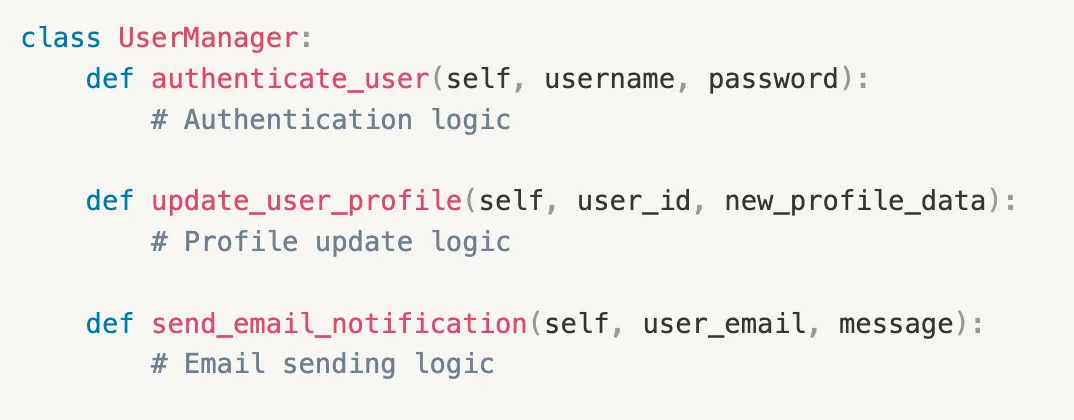 class UserManager:
    def authenticate_user(self, username, password):
        # Authentication logic

    def update_user_profile(self, user_id, new_profile_data):
        # Profile update logic

    def send_email_notification(self, user_email, message):
        # Email sending logic